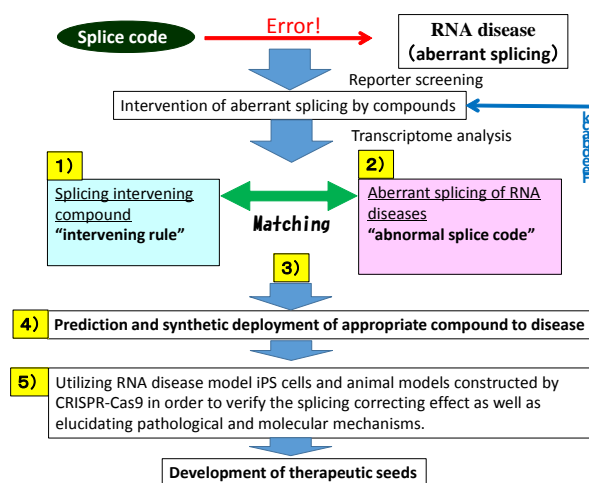 Splice code
Error!
RNA disease
(aberrant splicing)
Reporter screening
Intervention of aberrant splicing by compounds
Transcriptome analysis
1)
Splicing intervening
compound
“intervening rule”
Matching
2)
Aberrant splicing of RNA
diseases
“abnormal splice code”
3)
4)
Prediction and synthetic deployment of appropriate compound to disease
5)
Utilizing RNA disease model iPS cells and animal models constructed by
CRISPR-Cas9 in order to verify the splicing correcting effect as well as
elucidating pathological and molecular mechanisms.
Development of therapeutic seeds